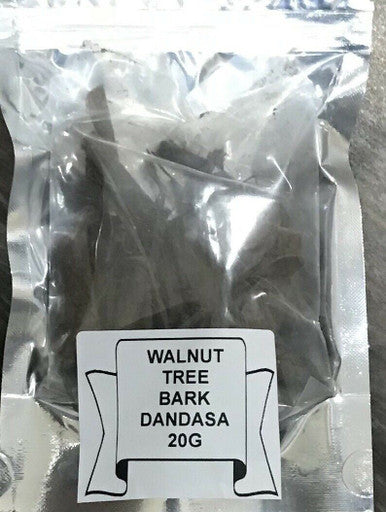 WALNUT
TREE
BARK
DANDASA
20G